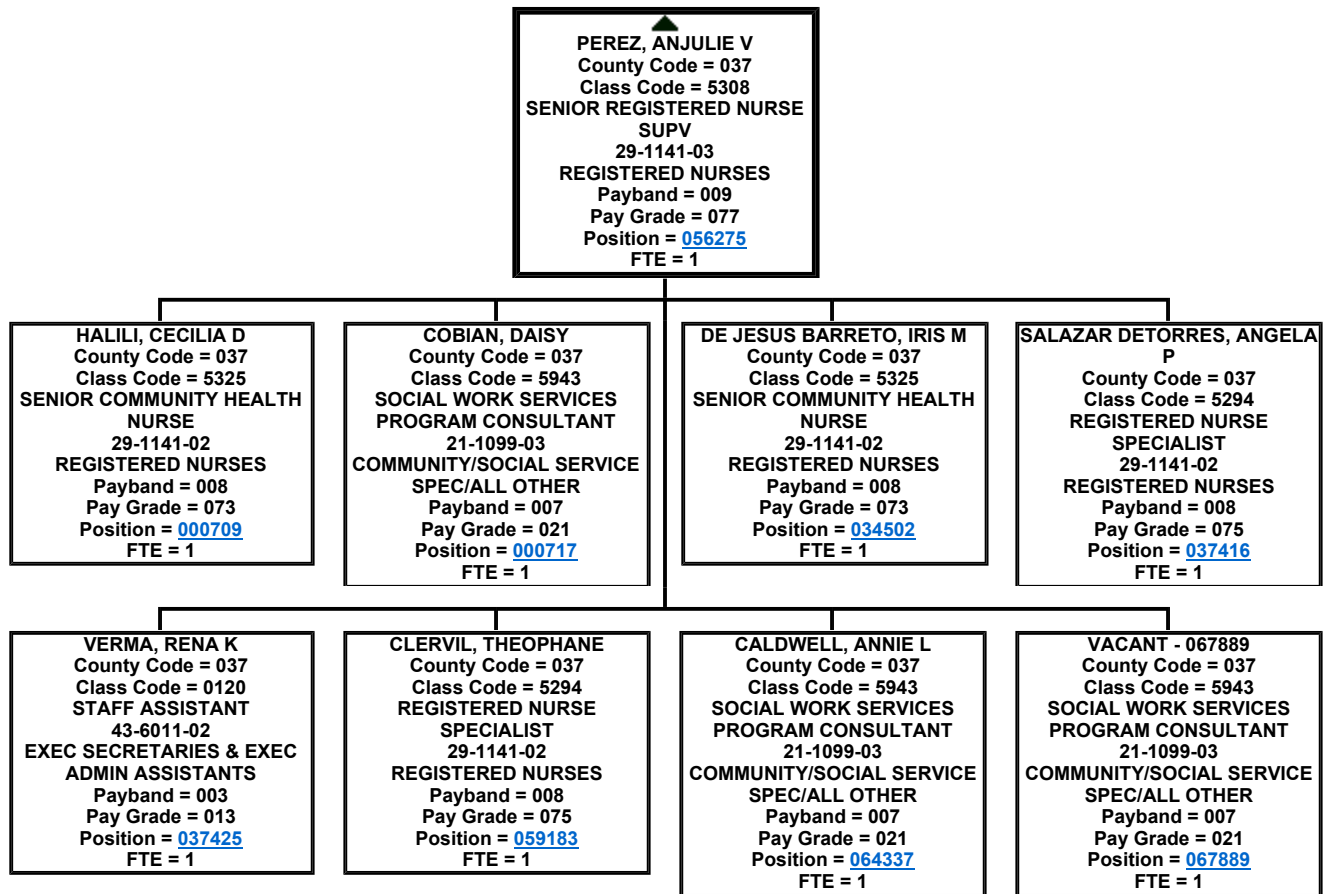 PEREZ, ANJULIE V
County Code = 037
Class Code = 5308
SENIOR REGISTERED NURSE
SUPV
29-1141-03
REGISTERED NURSES
Payband = 009
Pay Grade = 077
Position = 056275
FTE = 1
HALILI, CECILIA D
County Code = 037
Class Code = 5325
SENIOR COMMUNITY HEALTH
NURSE
29-1141-02
REGISTERED NURSES
Payband = 008
Pay Grade = 073
Position = 000709
FTE = 1
COBIAN, DAISY
County Code = 037
Class Code = 5943
SOCIAL WORK SERVICES
PROGRAM CONSULTANT
21-1099-03
COMMUNITY/SOCIAL SERVICE
SPEC/ALL OTHER
Payband = 007
Pay Grade = 021
Position = 000717
FTE = 1
DE JESUS BARRETO, IRIS M
County Code = 037
Class Code = 5325
SENIOR COMMUNITY HEALTH
NURSE
29-1141-02
REGISTERED NURSES
Payband = 008
Pay Grade = 073
Position = 034502
FTE = 1
SALAZAR DETORRES, ANGELA
P
County Code = 037
Class Code = 5294
REGISTERED NURSE
SPECIALIST
29-1141-02
REGISTERED NURSES
Payband = 008
Pay Grade = 075
Position = 037416
FTE = 1
VERMA, RENA K
County Code = 037
Class Code = 0120
STAFF ASSISTANT
43-6011-02
EXEC SECRETARIES & EXEC
ADMIN ASSISTANTS
Payband = 003
Pay Grade = 013
Position = 037425
FTE = 1
CLERVIL, THEOPHANE
County Code = 037
Class Code = 5294
REGISTERED NURSE
SPECIALIST
29-1141-02
REGISTERED NURSES
Payband = 008
Pay Grade = 075
Position = 059183
FTE = 1
CALDWELL, ANNIE L
County Code = 037
Class Code = 5943
SOCIAL WORK SERVICES
PROGRAM CONSULTANT
21-1099-03
COMMUNITY/SOCIAL SERVICE
SPEC/ALL OTHER
Payband = 007
Pay Grade = 021
Position = 064337
FTE = 1
VACANT - 067889
County Code = 037
Class Code = 5943
SOCIAL WORK SERVICES
PROGRAM CONSULTANT
21-1099-03
COMMUNITY/SOCIAL SERVICE
SPEC/ALL OTHER
Payband = 007
Pay Grade = 021
Position = 067889
FTE = 1